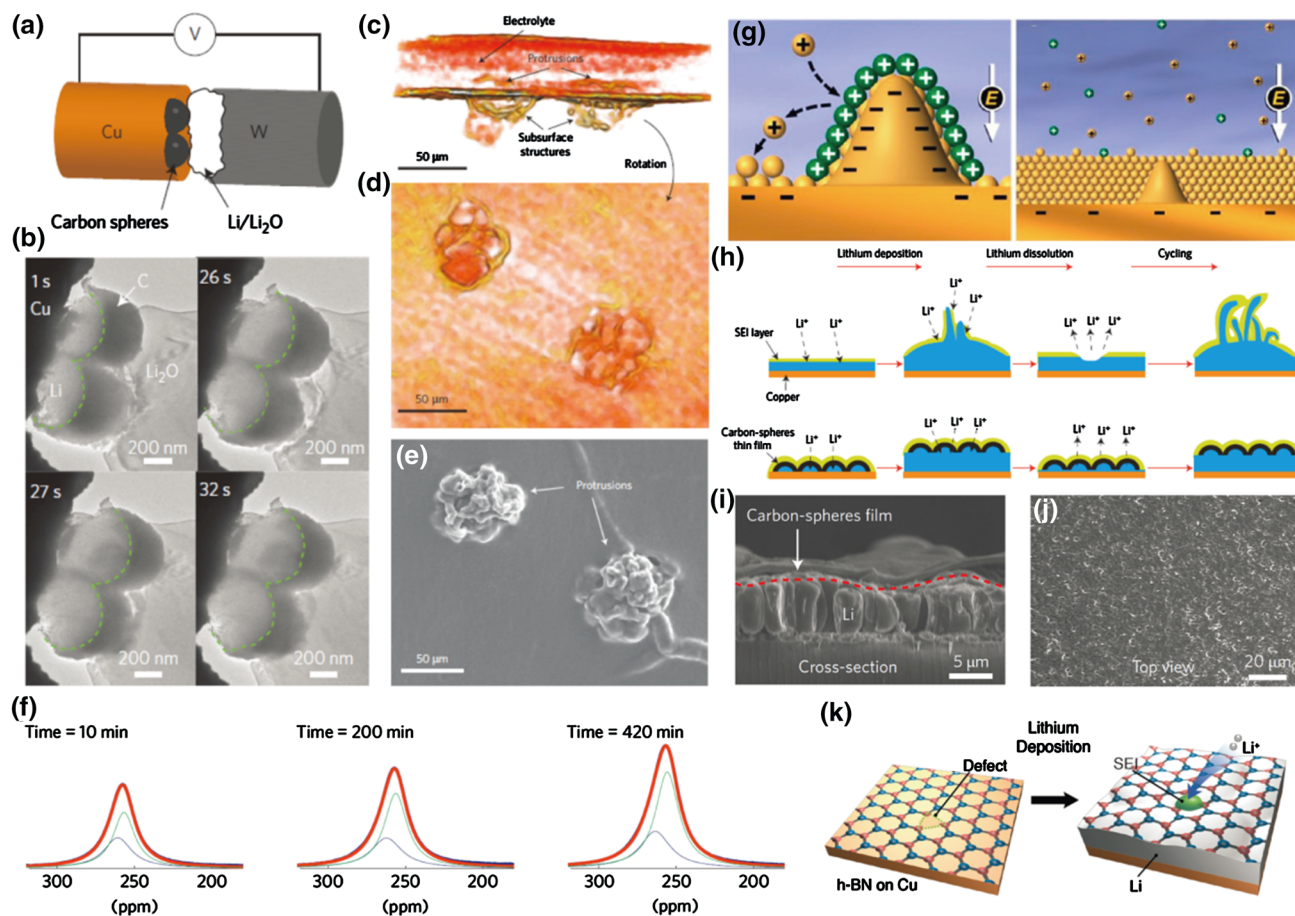 (a)
V
Cu
W
Carbon spheres
Li/Li₂O
(b)
1 s
C
Cu
Li
Li₂O
200 nm
26 s
200 nm
27 s
200 nm
32 s
200 nm
(c)
Electrolyte
Protrusions
Subsurface
structures
50 µm
Rotation
(d)
50 µm
(e)
Protrusions
50 µm
(f)
Time = 10 min
300
250
200
(ppm)
Time = 200 min
300
250
200
(ppm)
Time = 420 min
300
250
200
(ppm)
(g)
+
+
+ + + + + + + + + + + + + +
− − − − − − − − −
E
+ + + + + + + + +
− − − − −
E
(h)
Lithium deposition
Lithium dissolution
Cycling
SEI layer
Li⁺ Li⁺
Copper
Li⁺
Li⁺ Li⁺
Li⁺ Li⁺ Li⁺
Carbon-spheres
thin film
Li⁺ Li⁺
Li⁺ Li⁺ Li⁺
Li⁺ Li⁺ Li⁺
(i)
Carbon-spheres film
Li
Cross-section
5 µm
(j)
Top view
20 µm
(k)
Defect
h-BN on Cu
Lithium
Deposition
SEI
Li⁺
Li